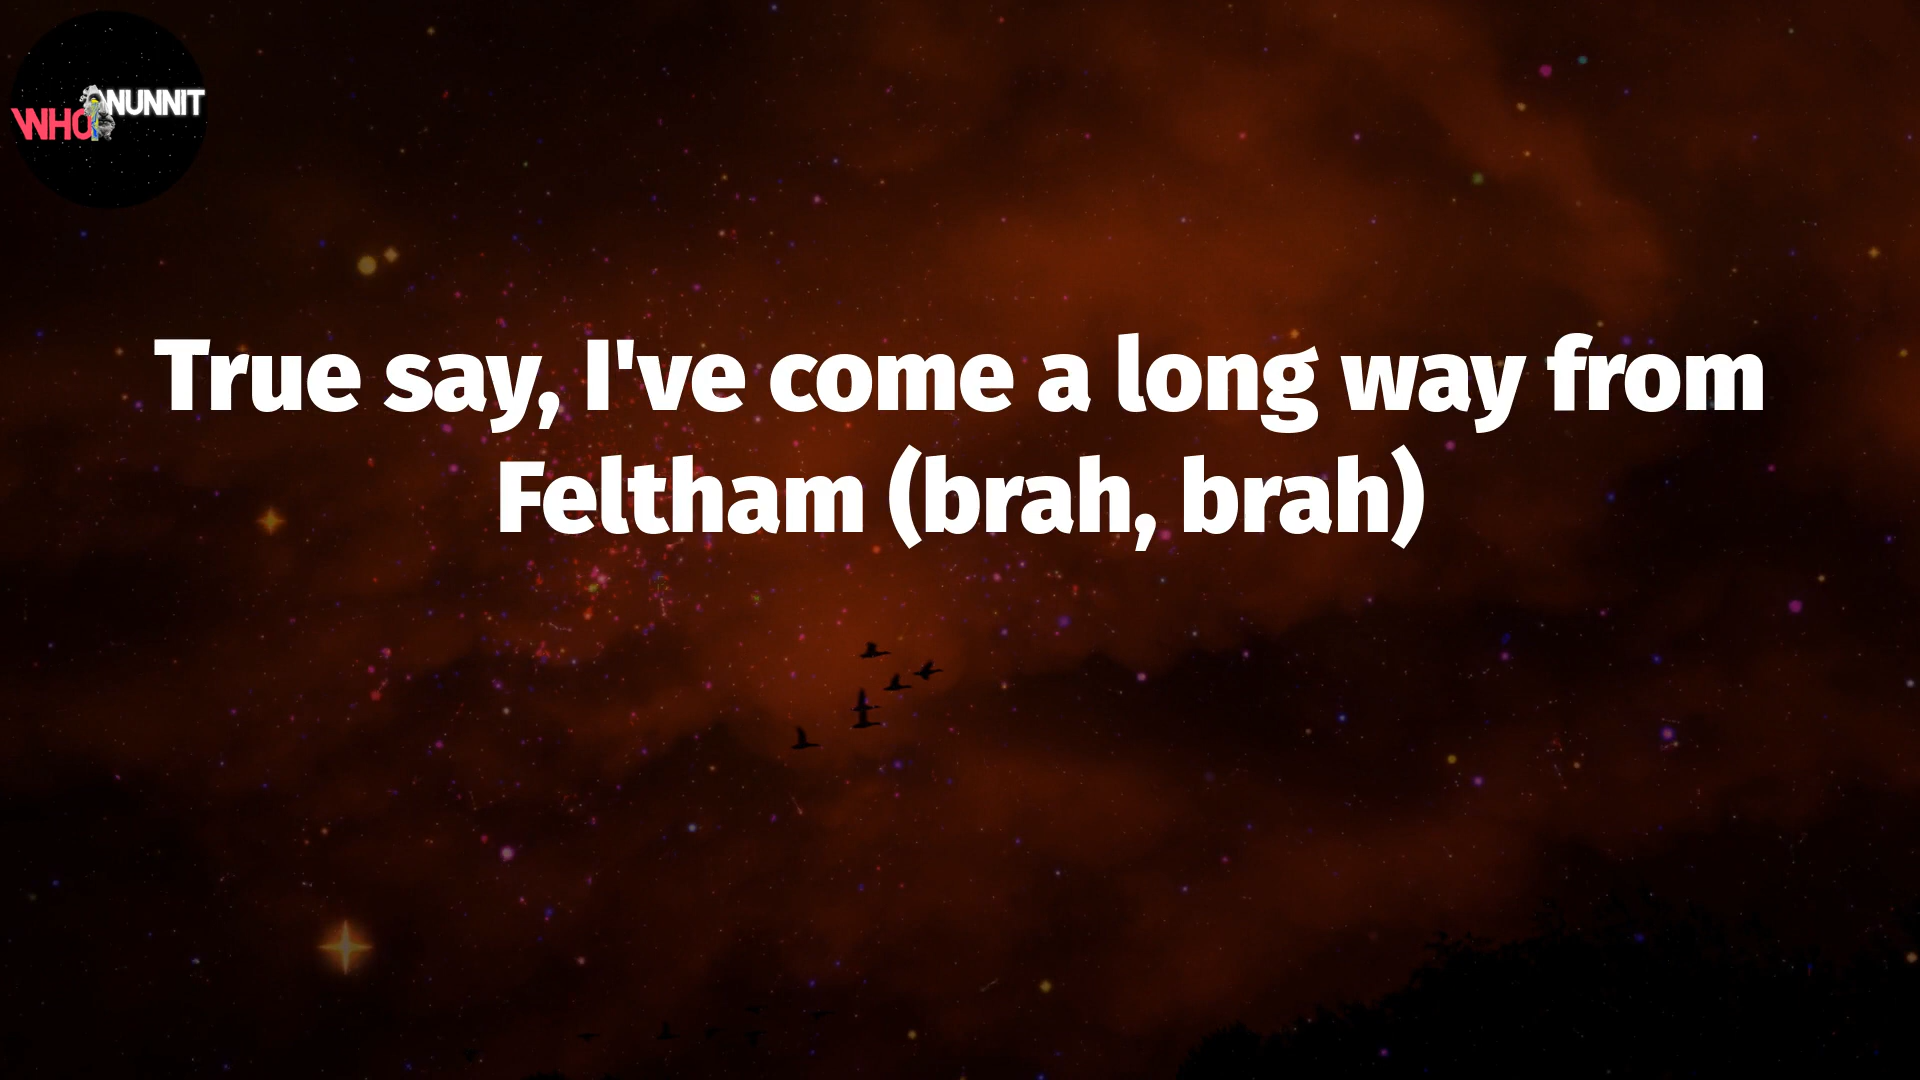 WHO NUNNIT
True say, I've come a long way from
Feltham (brah, brah)